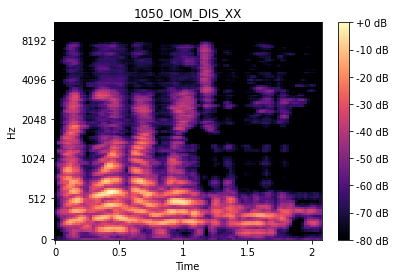 1050_IOM_DIS_XX
Hz
8192
4096
2048
1024
512
0
0
0.5
1
1.5
2
Time
+0 dB
-10 dB
-20 dB
-30 dB
-40 dB
-50 dB
-60 dB
-70 dB
-80 dB